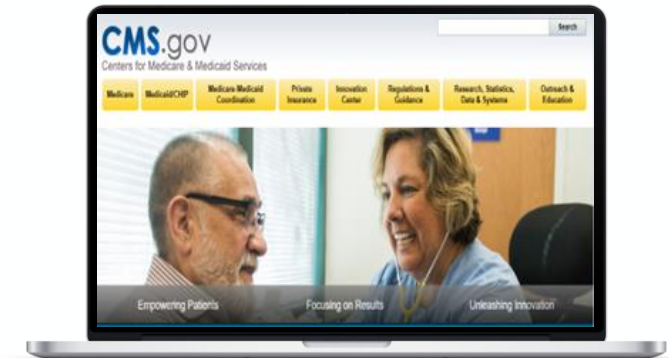 CMS.gov
Search
Centers for Medicare & Medicaid Services
Medicare
Medicaid/CHIP
Medicare-Medicaid
Coordination
Private
Insurance
Innovation
Center
Regulations &
Guidance
Research, Statistics,
Data & Systems
Outreach &
Education
Empowering Patients
Focusing on Results
Unleashing Innovation